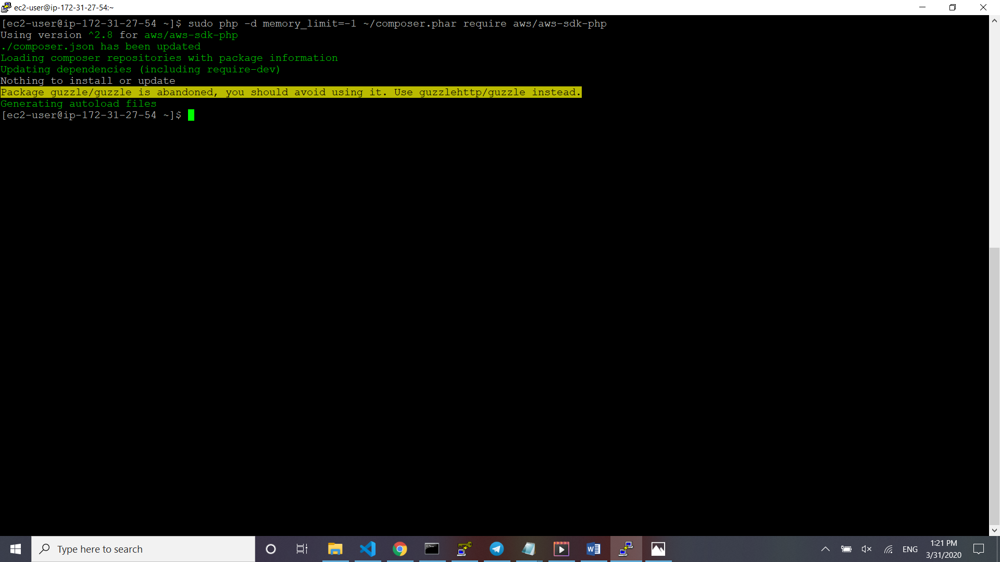 ec2-user@ip-172-31-27-54:~
[ec2-user@ip-172-31-27-54 ~]$ sudo php -d memory_limit=-1 ~/composer.phar require aws/aws-sdk-php
Using version ^2.8 for aws/aws-sdk-php
./composer.json has been updated
Loading composer repositories with package information
Updating dependencies (including require-dev)
Nothing to install or update
Package guzzle/guzzle is abandoned, you should avoid using it. Use guzzlehttp/guzzle instead.
Generating autoload files
[ec2-user@ip-172-31-27-54 ~]$
Type here to search
ENG
1:21 PM
3/31/2020